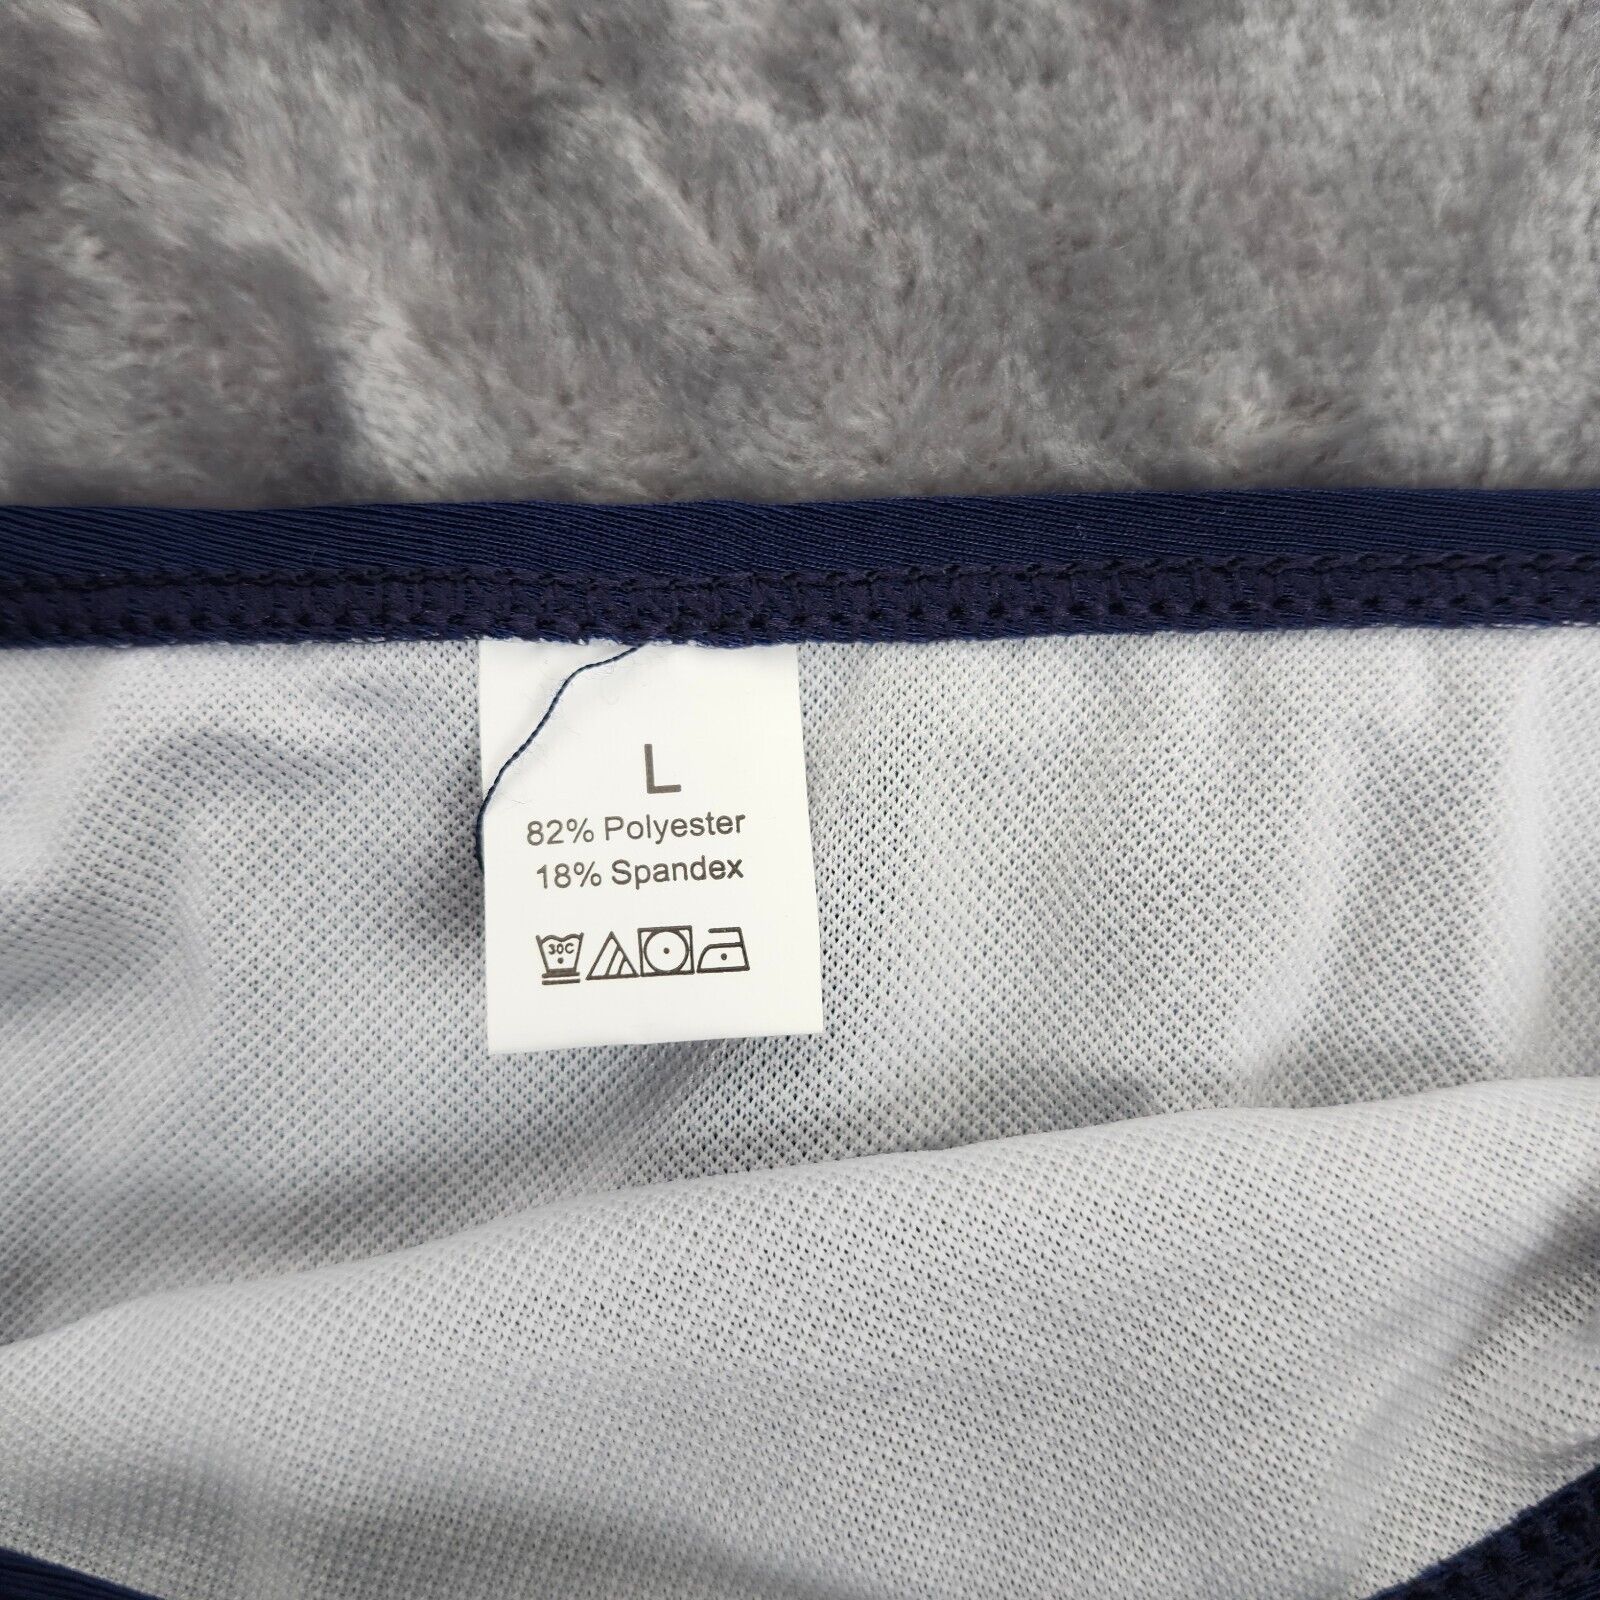 L
82% Polyester
18% Spandex
30C